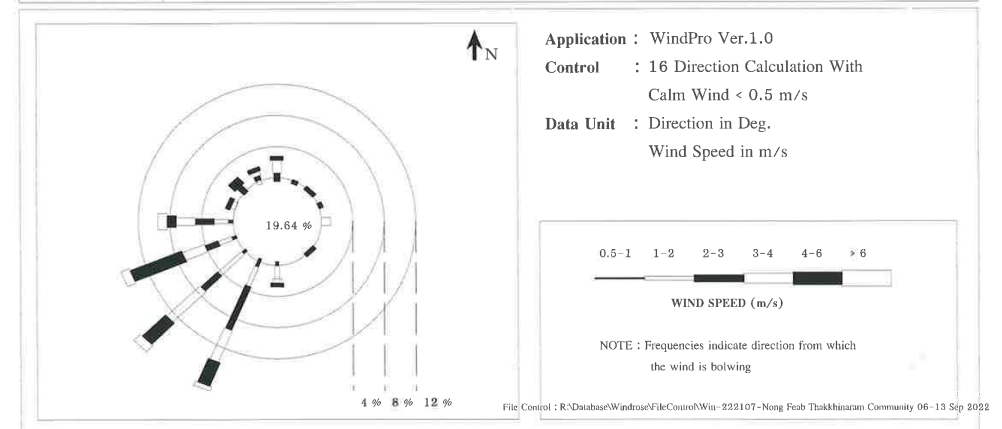 N
Application : WindPro Ver.1.0
Control : 16 Direction Calculation With
Calm Wind < 0.5 m/s
Data Unit : Direction in Deg.
Wind Speed in m/s
19.64 %
0.5-1 1-2 2-3 3-4 4-6 > 6
WIND SPEED (m/s)
NOTE : Frequencies indicate direction from which
the wind is bolwing
4 % 8 % 12 %
File Control : R:\Database\Windrose\FileControl\Win-222107-Nong Feab Thakkhinaram Community 06-13 Sep 2022